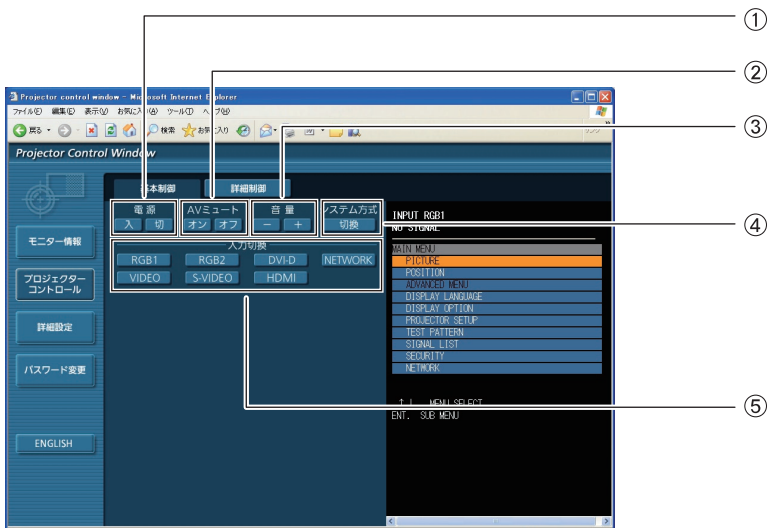 ①
②
③
④
⑤
Projector control window - Microsoft Internet Explorer
ファイル(F) 編集(E) 表示(V) お気に入り(A) ツール(T)
戻る 検索 お気に入り
リンク
Projector Control Window
基本制御 詳細制御
電源 AVミュート 音量 システム方式
入 切 オン オフ － ＋ 切換
入力切換
RGB1 RGB2 DVI-D NETWORK
VIDEO S-VIDEO HDMI
モニター情報
プロジェクター
コントロール
詳細設定
パスワード変更
ENGLISH
INPUT RGB1
NO SIGNAL
MAIN MENU
PICTURE
POSITION
ADVANCED MENU
DISPLAY LANGUAGE
DISPLAY OPTION
PROJECTOR SETUP
TEST PATTERN
SIGNAL LIST
SECURITY
NETWORK
MENU SELECT
ENT. SUB MENU